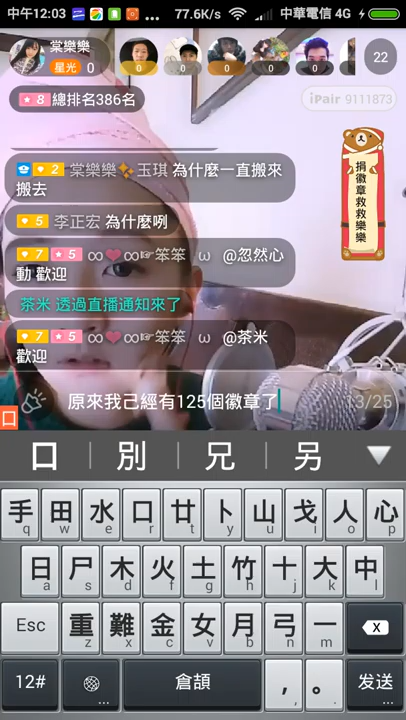 中午12:03 ... 77.6K/s 中華電信 4G
棠樂樂
星光 0
0 0 0 0 0
22
★ 8 總排名386名
iPair 9111873
捐徽章救救樂樂
2 棠樂樂✨玉琪 為什麼一直搬來
搬去
5 李正宏 為什麼咧
7 ★ 5 ∞❤∞☞笨笨 ω @忽然心
動 歡迎
茶米 透過直播通知來了
7 ★ 5 ∞❤∞☞笨笨 ω @茶米
歡迎
原來我己經有125個徽章了 13/25
口
口 別 兄 另
手 田 水 口 廿 卜 山 戈 人 心
q w e r t y u i o p
日 尸 木 火 土 竹 十 大 中
a s d f g h j k l
Esc 重 難 金 女 月 弓 一 X
z x c v b n m
12# ... 倉頡 , 。 发送